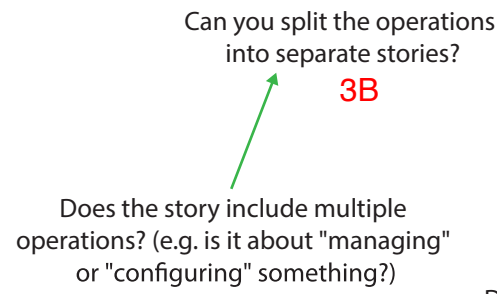 Can you split the operations
into separate stories?
3B
Does the story include multiple
operations? (e.g. is it about "managing"
or "configuring" something?)